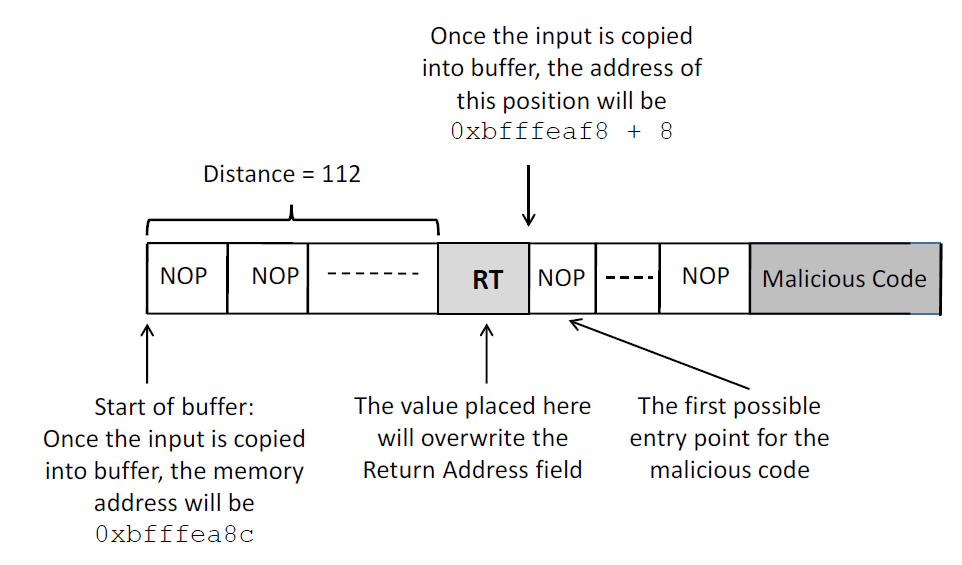 Once the input is copied
into buffer, the address of
this position will be
0xbfffeaf8 + 8
Distance = 112
NOP
NOP
RT
NOP
NOP
Malicious Code
Start of buffer:
Once the input is copied
into buffer, the memory
address will be
0xbfffea8c
The value placed here
will overwrite the
Return Address field
The first possible
entry point for the
malicious code